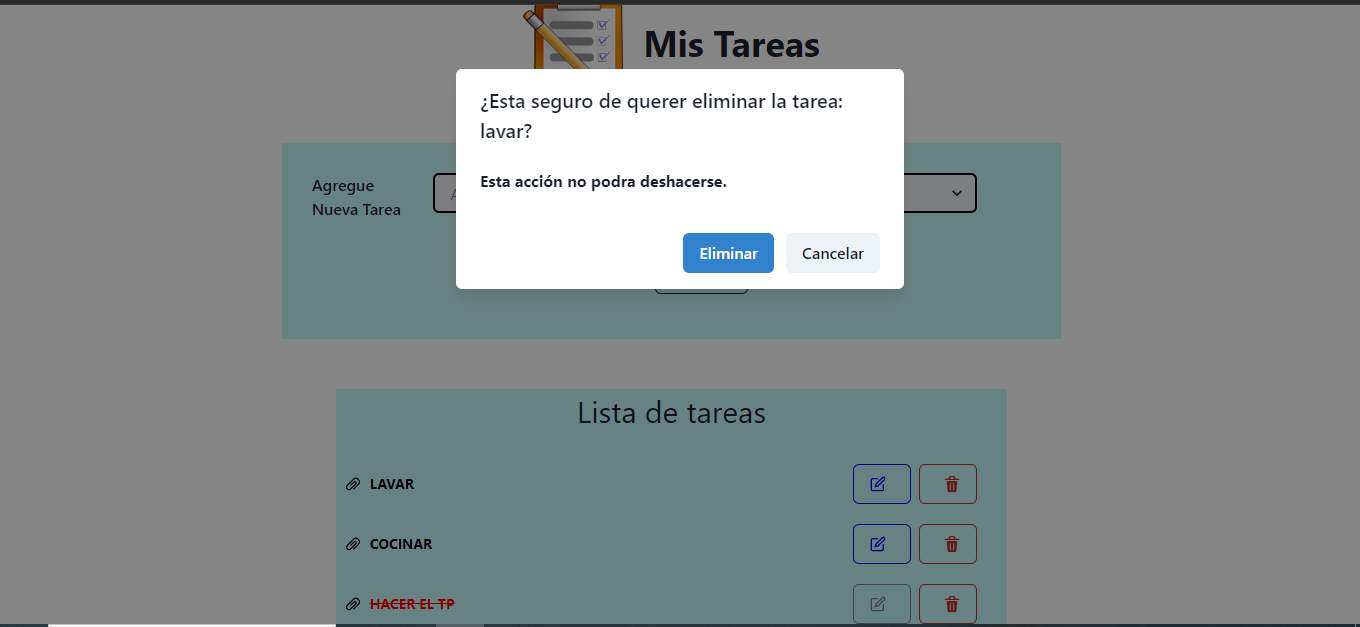 Mis Tareas
¿Esta seguro de querer eliminar la tarea:
lavar?
Esta acción no podra deshacerse.
Eliminar
Cancelar
Agregue
Nueva Tarea
Lista de tareas
LAVAR
COCINAR
HACER EL TP